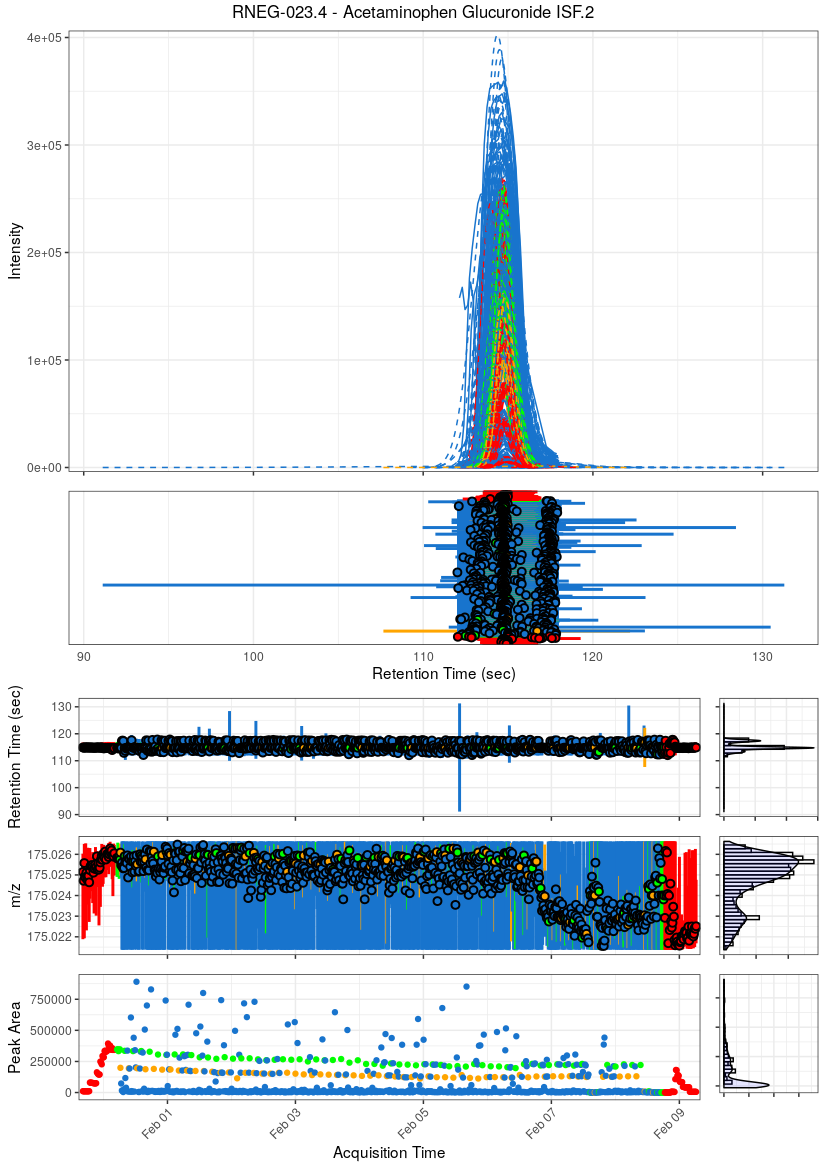 RNEG-023.4 - Acetaminophen Glucuronide ISF.2
4e+05
3e+05
2e+05
1e+05
0e+00
Intensity
90 100 110 120 130
Retention Time (sec)
130
120
110
100
90
Retention Time (sec)
175.026
175.025
175.024
175.023
175.022
m/z
750000
500000
250000
0
Peak Area
Feb 01 Feb 03 Feb 05 Feb 07 Feb 09
Acquisition Time